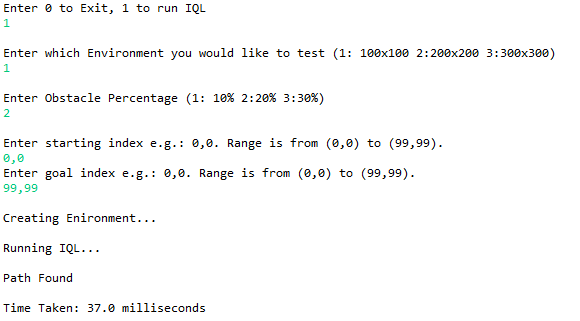 Enter 0 to Exit, 1 to run IQL
1
Enter which Environment you would like to test (1: 100x100 2:200x200 3:300x300)
1
Enter Obstacle Percentage (1: 10% 2:20% 3:30%)
2
Enter starting index e.g.: 0,0. Range is from (0,0) to (99,99).
0,0
Enter goal index e.g.: 0,0. Range is from (0,0) to (99,99).
99,99
Creating Enironment...
Running IQL...
Path Found
Time Taken: 37.0 milliseconds